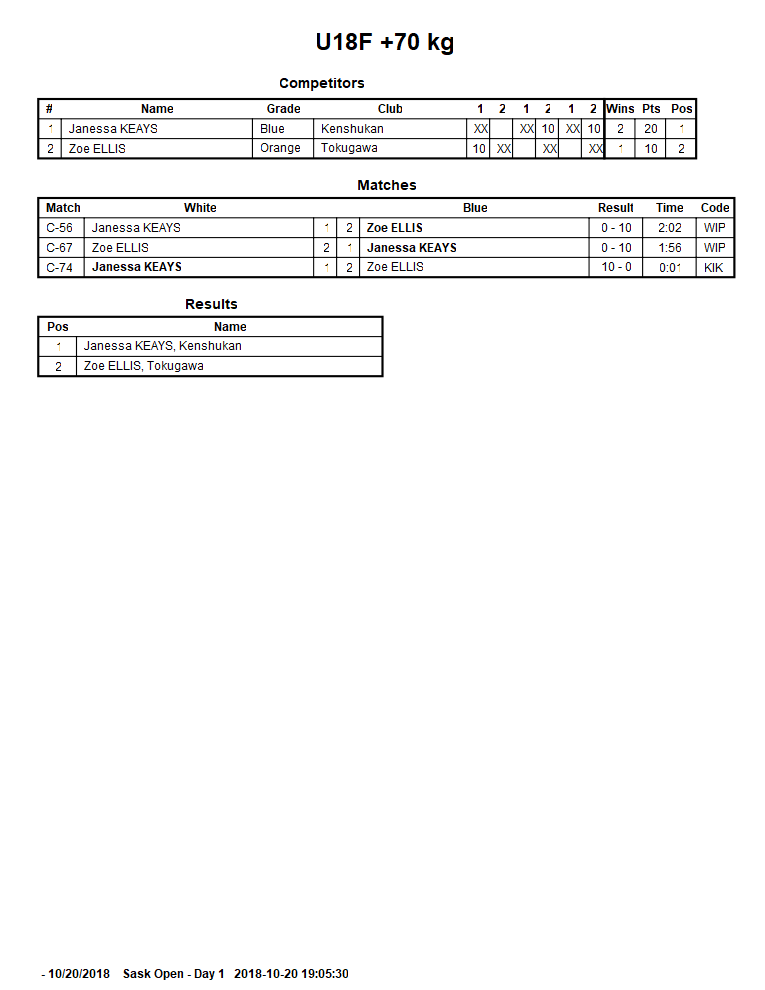 U18F +70 kg
Competitors
# Name Grade Club 1 2 1 2 1 2 Wins Pts Pos
1 Janessa KEAYS Blue Kenshukan XX XX 10 XX 10 2 20 1
2 Zoe ELLIS Orange Tokugawa 10 XX XX XX 1 10 2
Matches
Match White Blue Result Time Code
C-56 Janessa KEAYS 1 2 Zoe ELLIS 0 - 10 2:02 WIP
C-67 Zoe ELLIS 2 1 Janessa KEAYS 0 - 10 1:56 WIP
C-74 Janessa KEAYS 1 2 Zoe ELLIS 10 - 0 0:01 KIK
Results
Pos Name
1 Janessa KEAYS, Kenshukan
2 Zoe ELLIS, Tokugawa
- 10/20/2018 Sask Open - Day 1 2018-10-20 19:05:30